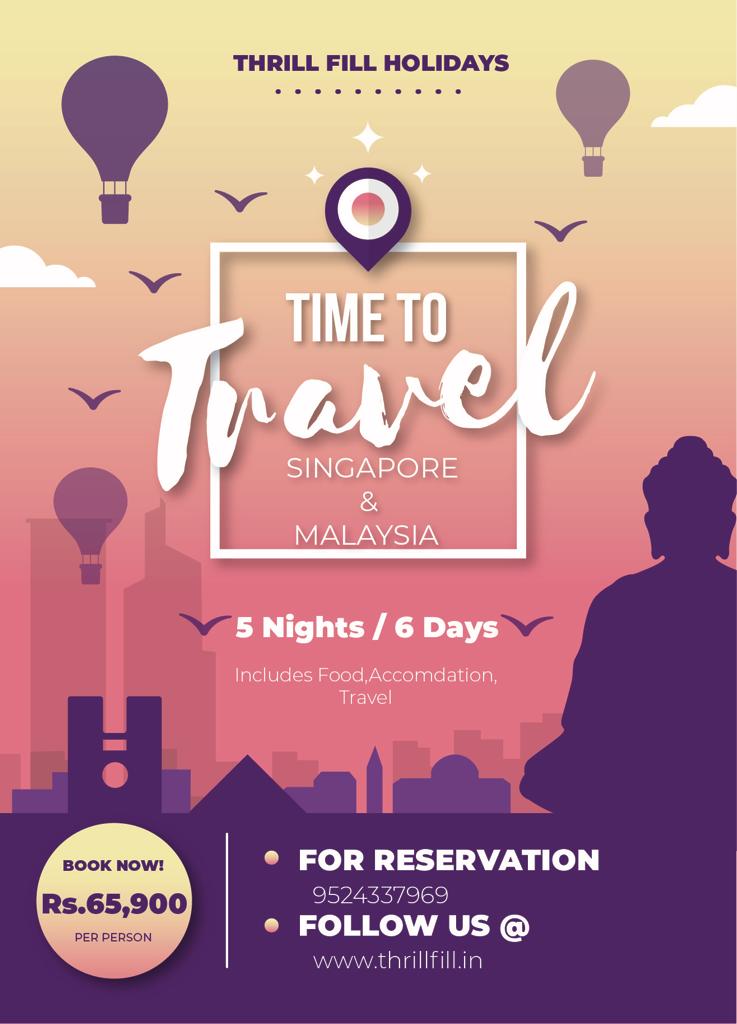 THRILL FILL HOLIDAYS
TIME TO
Travel
SINGAPORE
&
MALAYSIA
5 Nights / 6 Days
Includes Food,Accomdation,
Travel
BOOK NOW!
Rs.65,900
PER PERSON
FOR RESERVATION
9524337969
FOLLOW US @
www.thrillfill.in